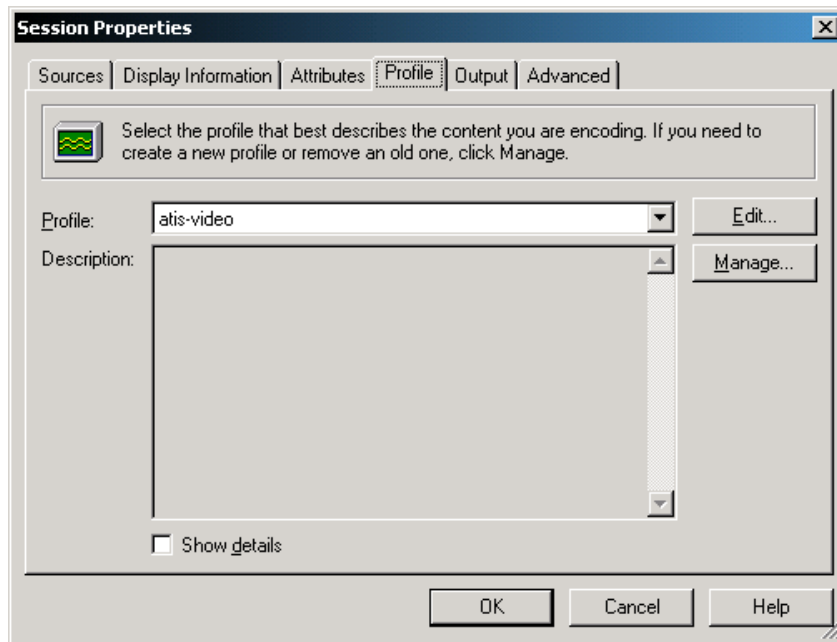 Session Properties
Sources Display Information Attributes Profile Output Advanced
Select the profile that best describes the content you are encoding. If you need to
create a new profile or remove an old one, click Manage.
Profile: atis-video Edit...
Description: Manage...
Show details
OK Cancel Help